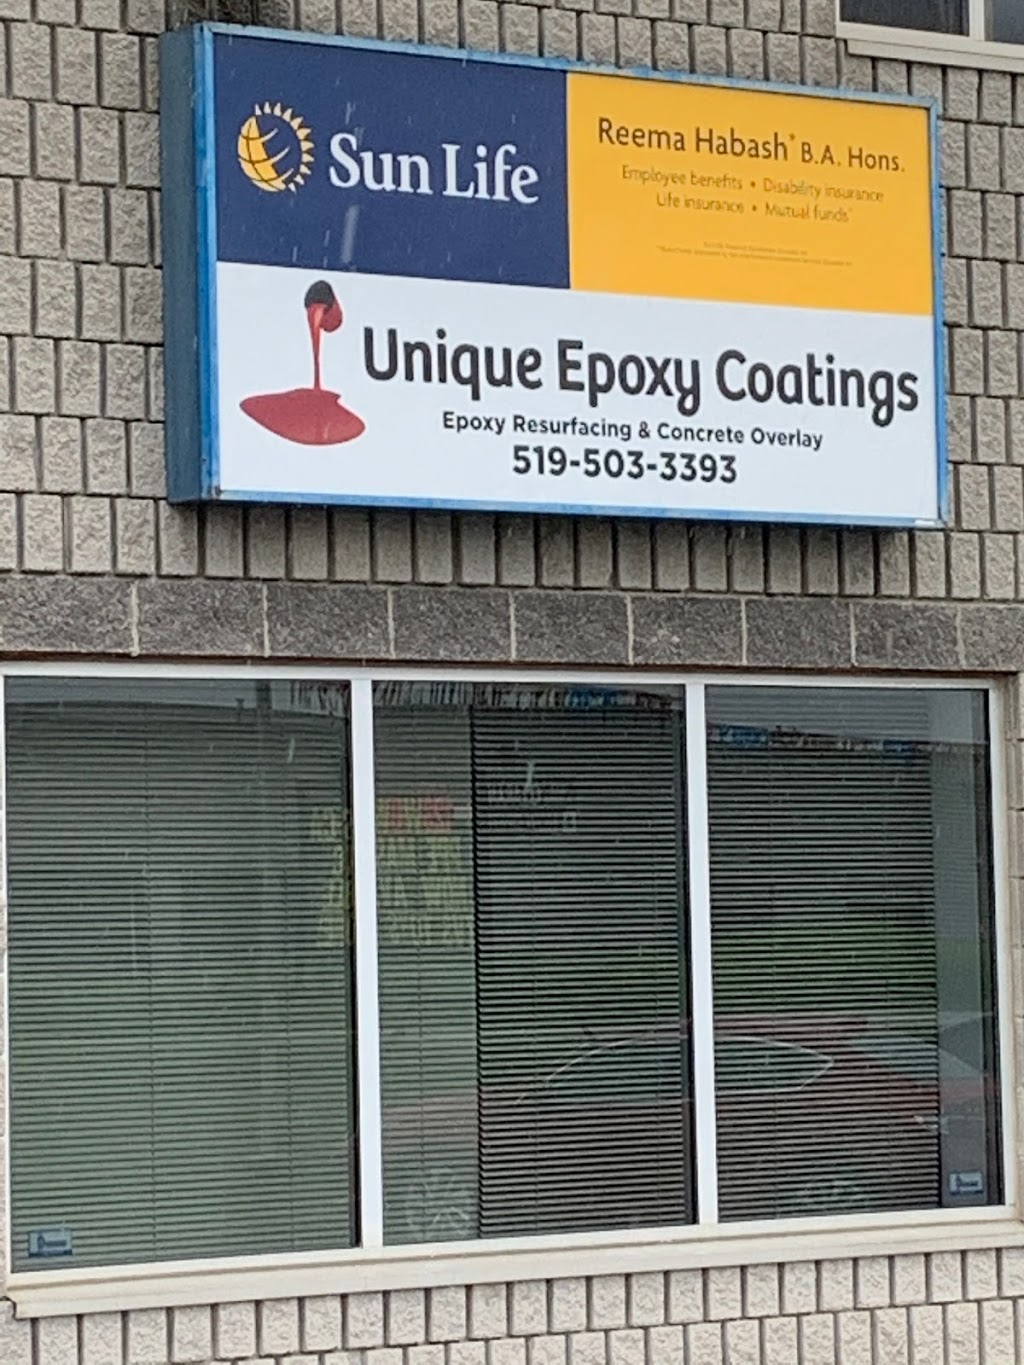 Sun Life
Reema Habash* B.A. Hons.
Employee benefits • Disability insurance
Life insurance • Mutual funds*
Unique Epoxy Coatings
Epoxy Resurfacing & Concrete Overlay
519-503-3393